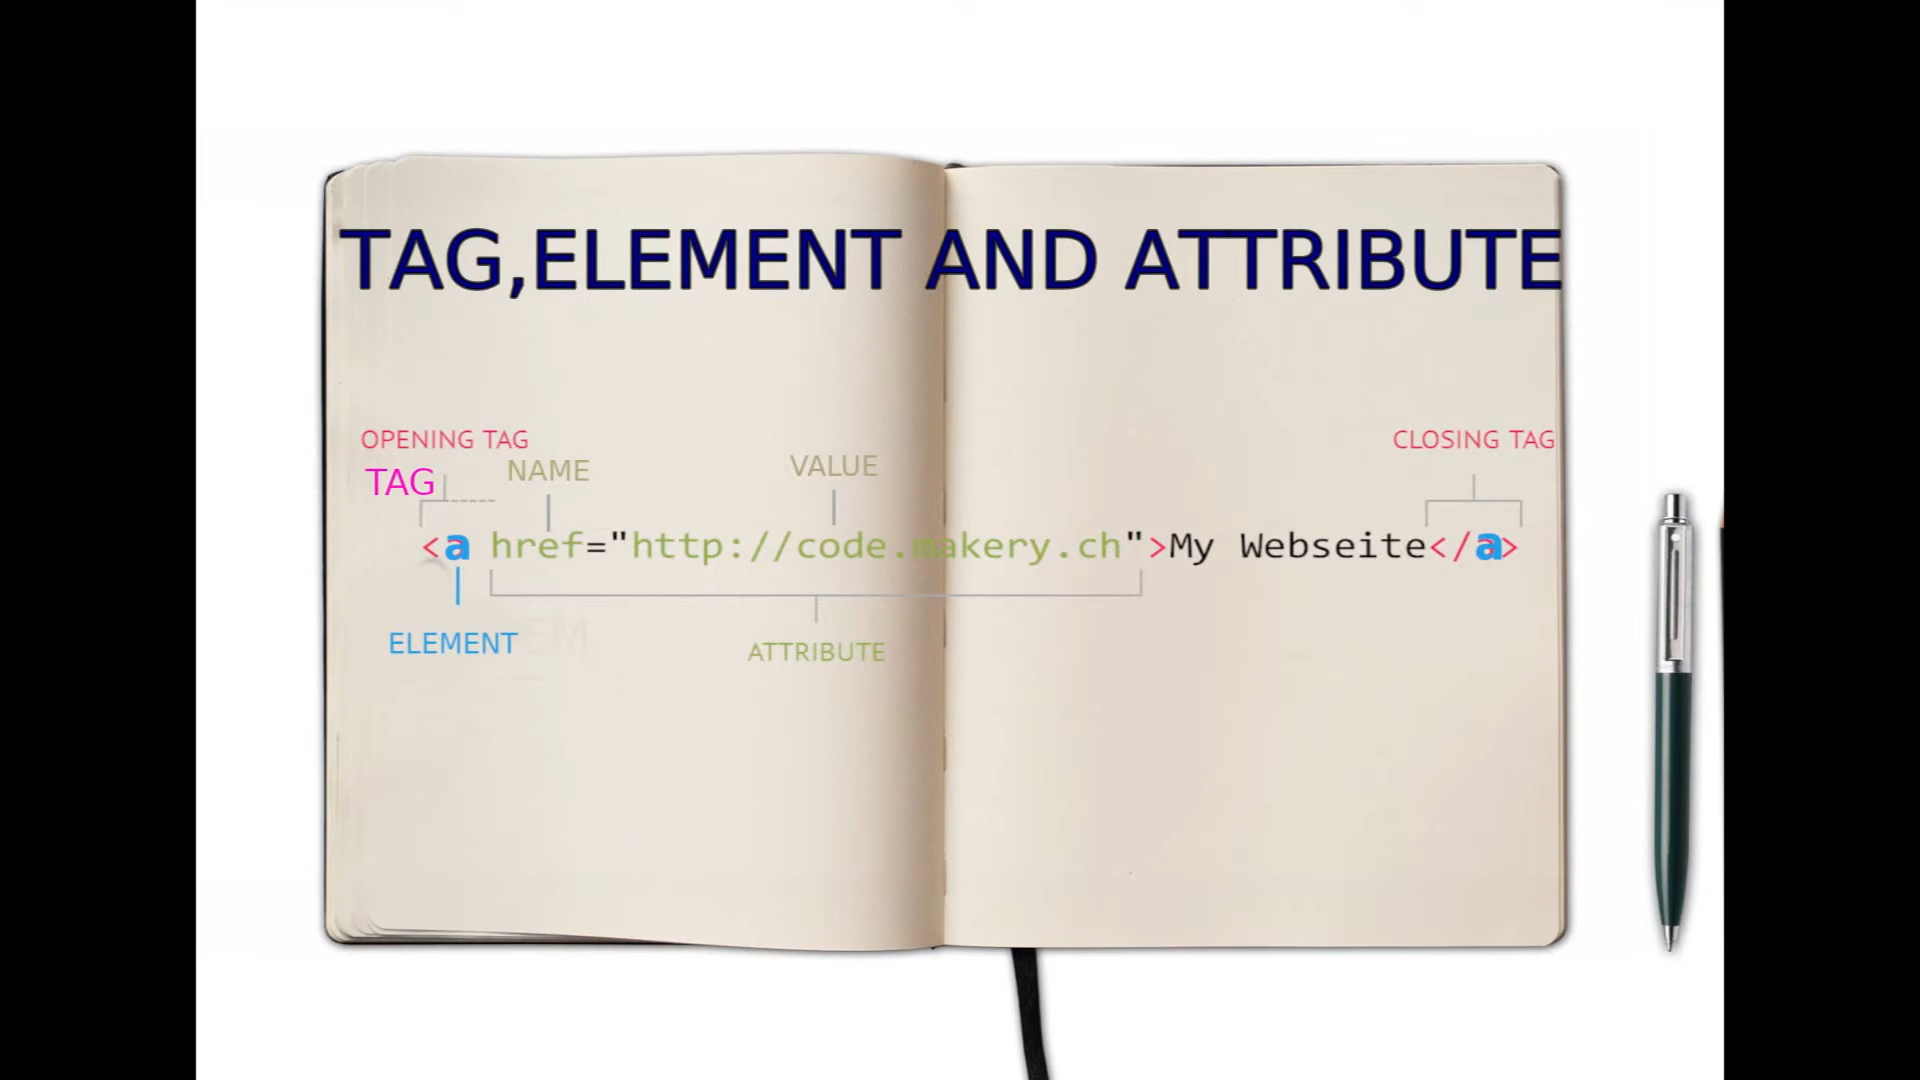 TAG,ELEMENT AND ATTRIBUTE
OPENING TAG
CLOSING TAG
TAG
NAME
VALUE
<a href="http://code.makery.ch">My Webseite</a>
ELEMENT
ATTRIBUTE